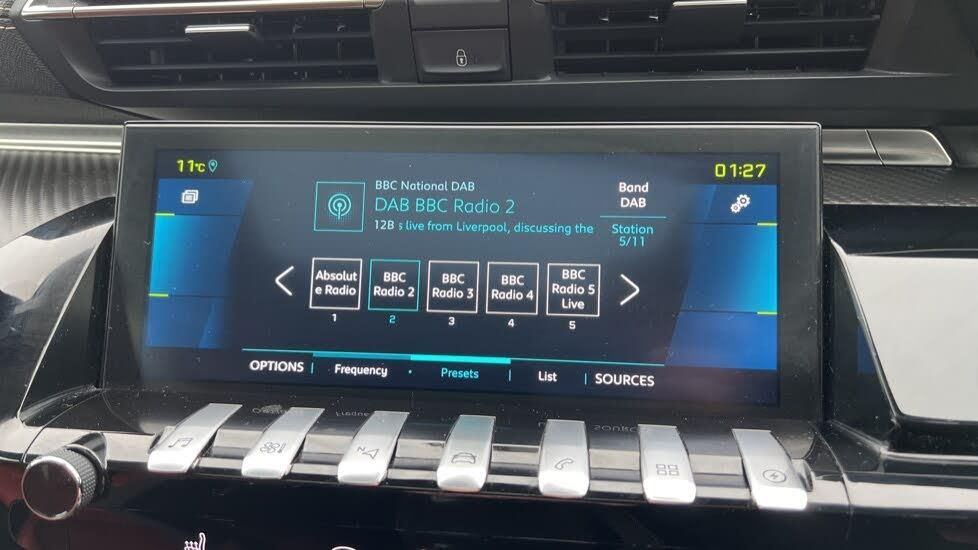 11°C
01:27
BBC National DAB
DAB BBC Radio 2
12B s live from Liverpool, discussing the
Band
DAB
Station
5/11
Absolut
e Radio
BBC
Radio 2
BBC
Radio 3
BBC
Radio 4
BBC
Radio 5
Live
1
2
3
4
5
OPTIONS
Frequency
Presets
List
SOURCES
N